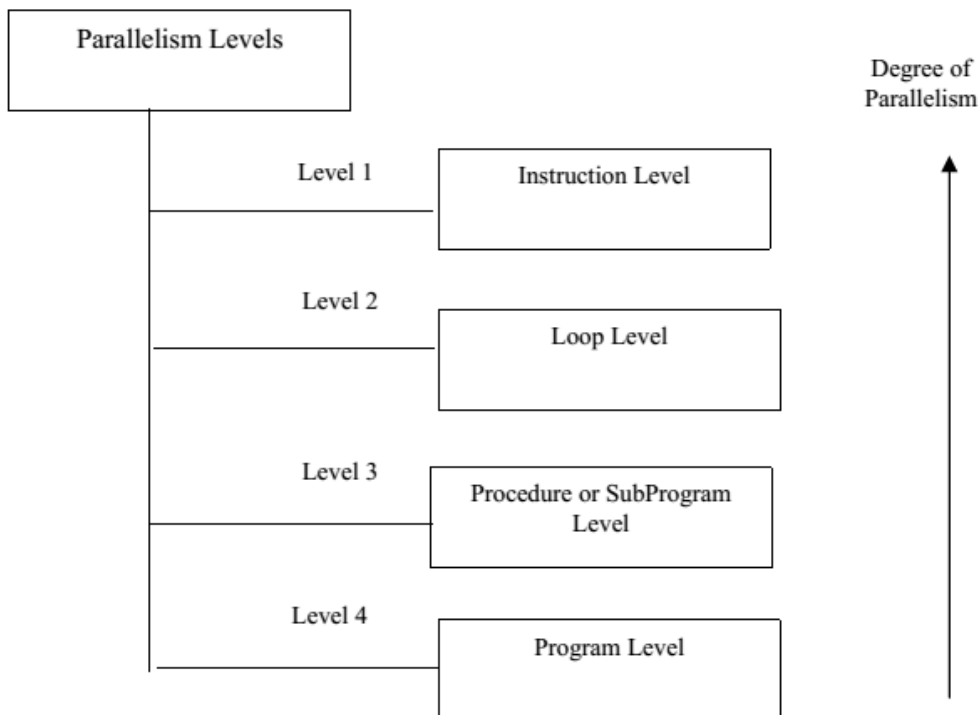 Parallelism Levels
Degree of
Parallelism
Level 1
Instruction Level
Level 2
Loop Level
Level 3
Procedure or SubProgram
Level
Level 4
Program Level